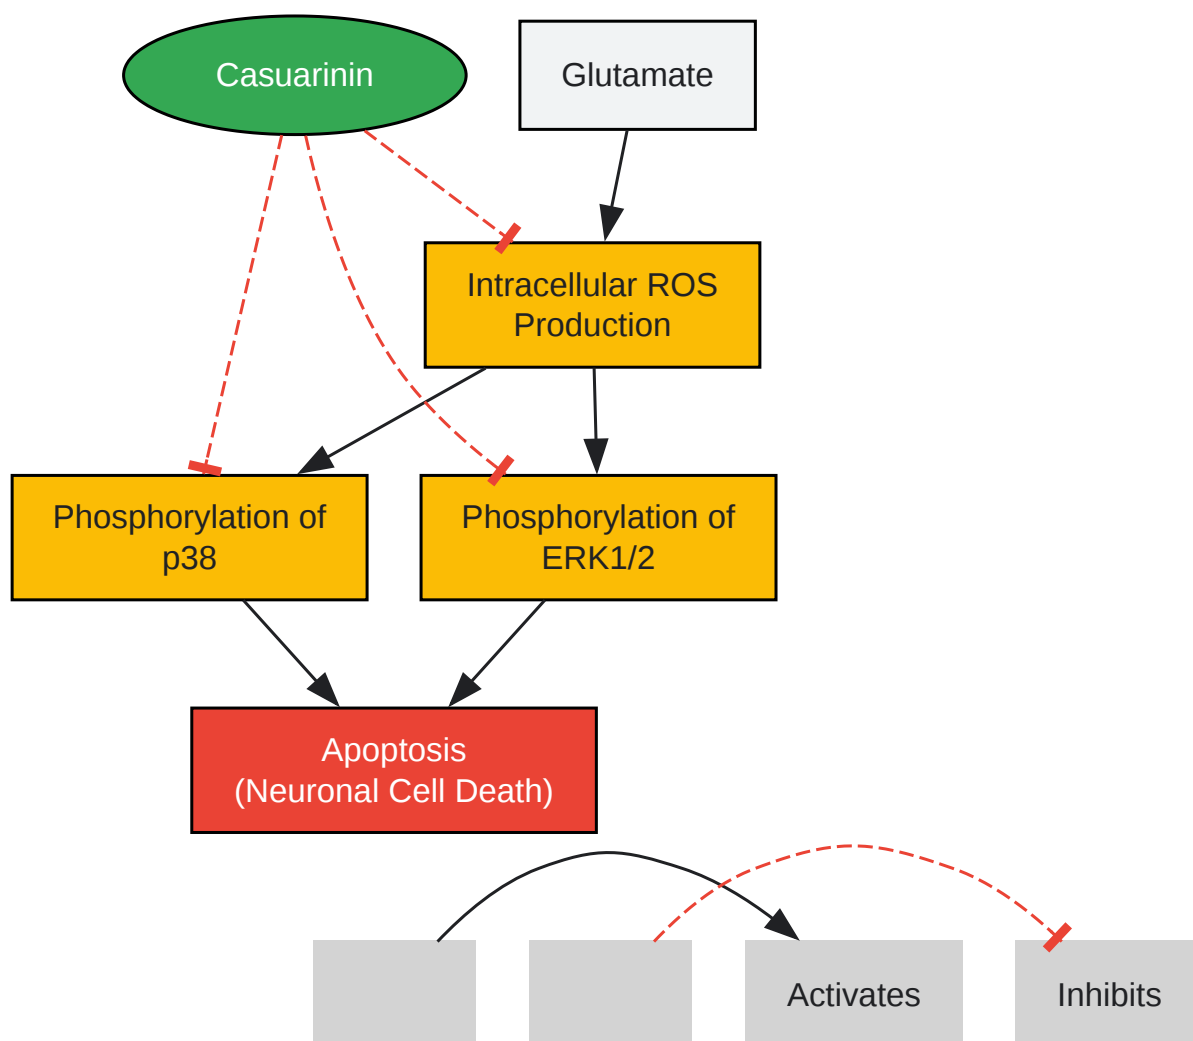 Casuarinin
Glutamate
Intracellular ROS
Production
Phosphorylation of
p38
Phosphorylation of
ERK1/2
Apoptosis
(Neuronal Cell Death)
Activates
Inhibits